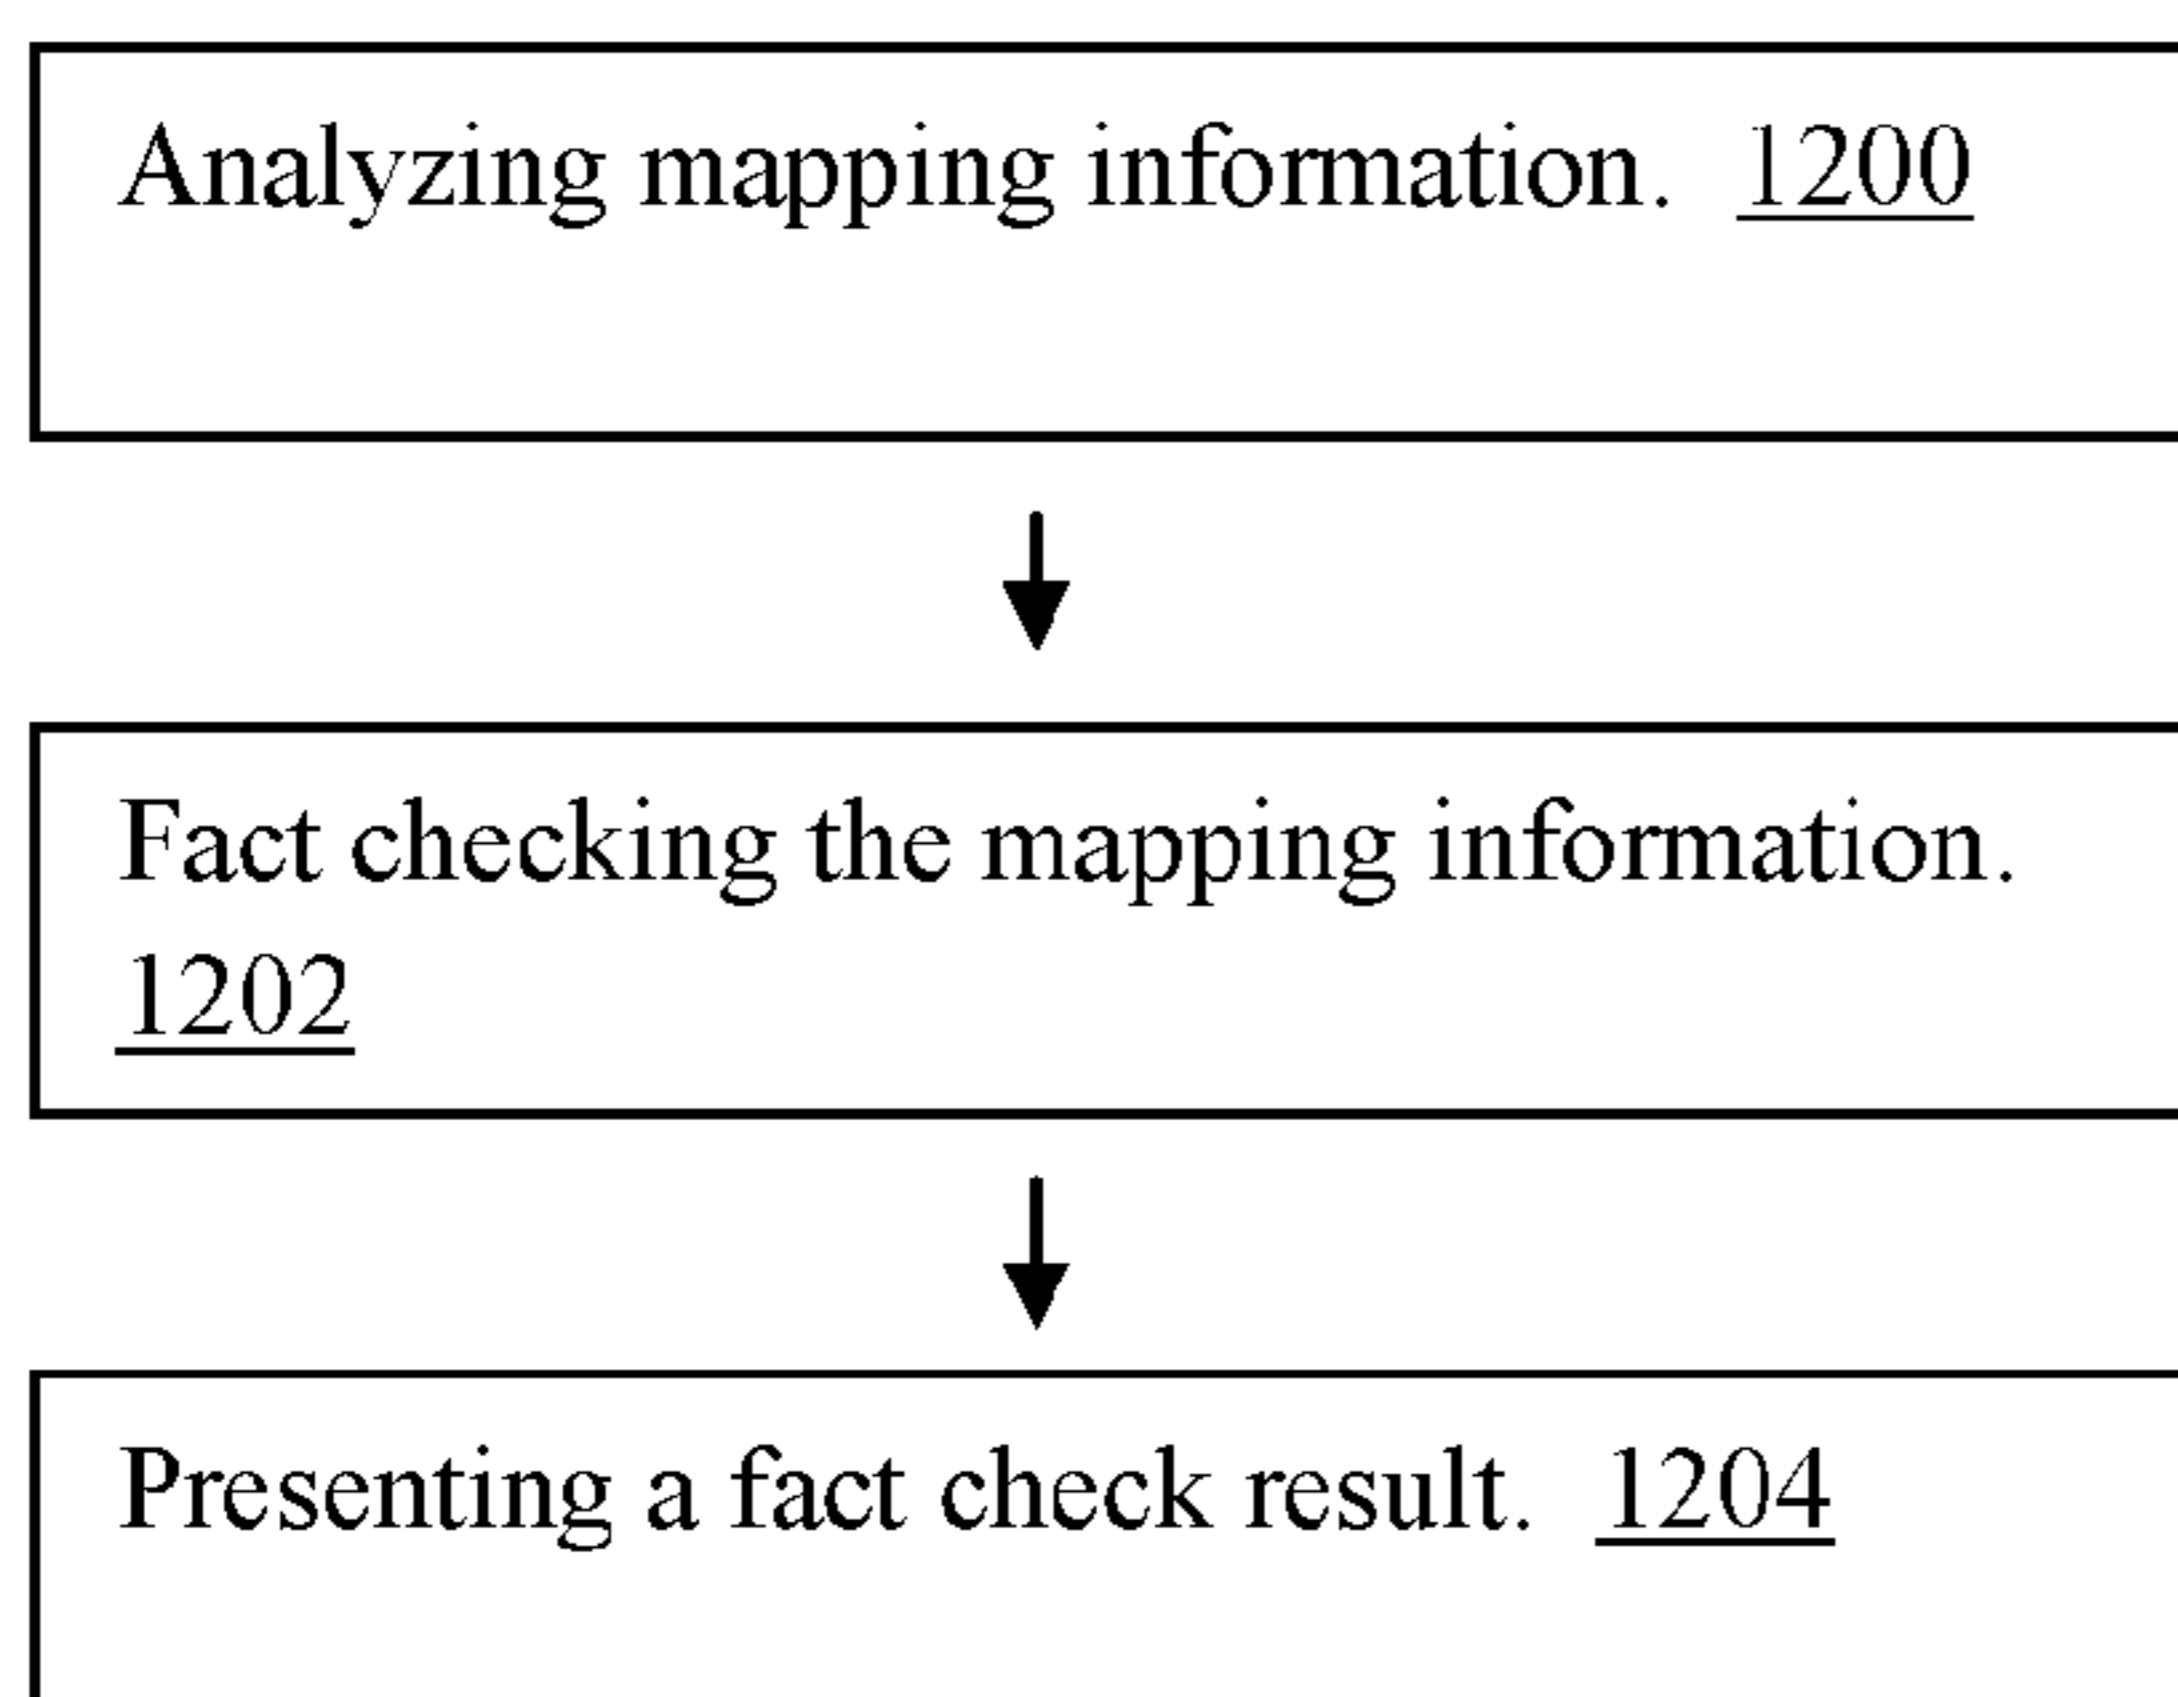 Analyzing mapping information. 1200
Fact checking the mapping information.
1202
Presenting a fact check result. 1204